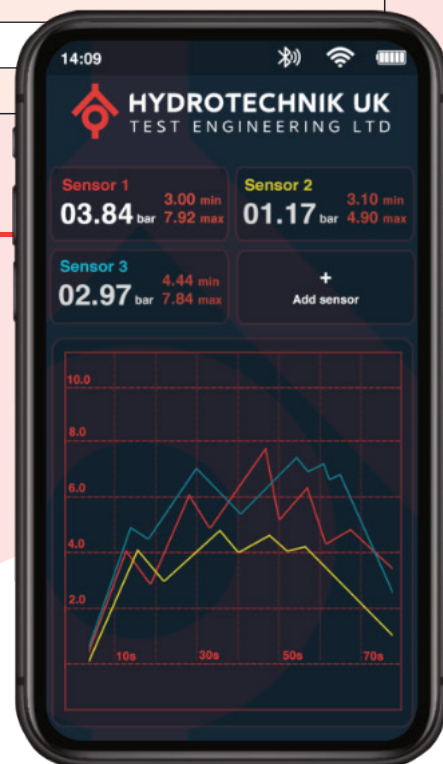 14:09
HYDROTECHNIK UK
TEST ENGINEERING LTD
Sensor 1
03.84 bar 3.00 min
7.92 max
Sensor 2
01.17 bar 3.10 min
4.90 max
Sensor 3
02.97 bar 4.44 min
7.84 max
+
Add sensor
10.0
8.0
6.0
4.0
2.0
10s 30s 50s 70s